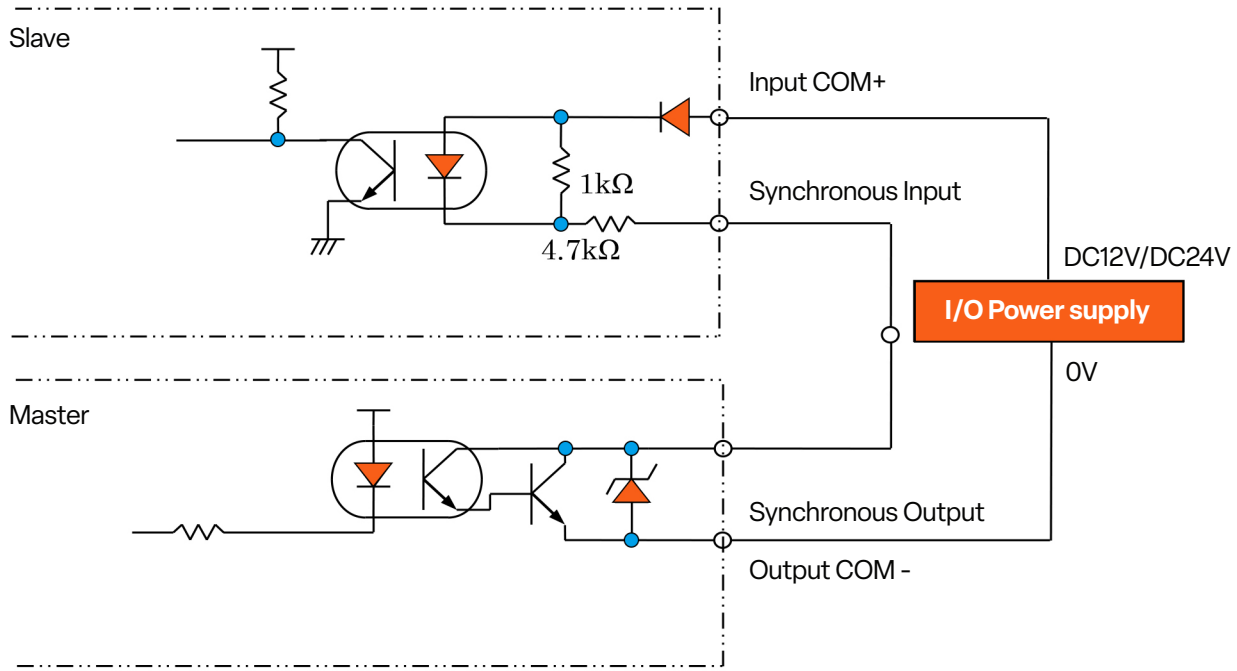 Slave
Input COM+
1kΩ
Synchronous Input
4.7kΩ
DC12V/DC24V
I/O Power supply
0V
Master
Synchronous Output
Output COM -